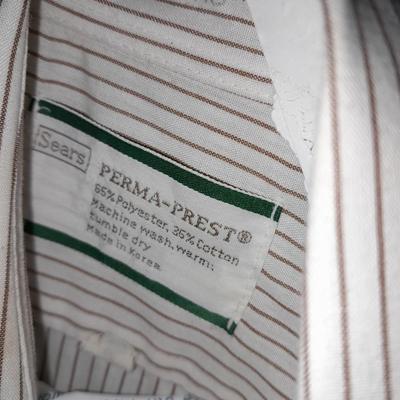 Sears
PERMA-PREST®
65% Polyester, 35% Cotton
Machine wash, warm;
tumble dry
Made in Korea